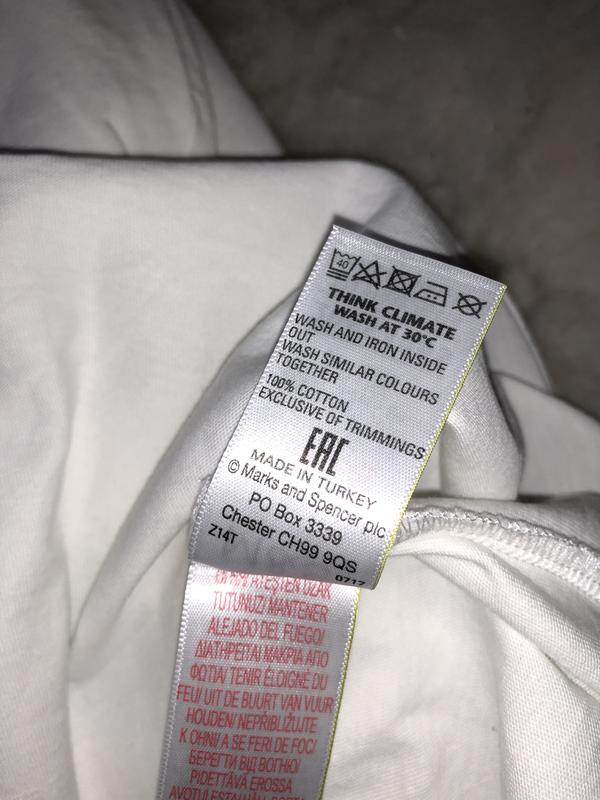 40
THINK CLIMATE
WASH AT 30°C
WASH AND IRON INSIDE
OUT
WASH SIMILAR COLOURS
TOGETHER
100% COTTON
EXCLUSIVE OF TRIMMINGS
EAC
MADE IN TURKEY
© Marks and Spencer plc
PO Box 3339
Chester CH99 9QS
Z14T
0717
ATEŞTEN UZAK
TUTUNUZ/ MANTENER
ALEJADO DEL FUEGO/
ΔΙΑΤΗΡΕΙΤΑΙ ΜΑΚΡΙΑ ΑΠΟ
ΦΩΤΙΑ/ TENIR ÉLOIGNÉ DU
FEU/ UIT DE BUURT VAN VUUR
HOUDEN/ NEPŘIBLIŽUJTE
K OHNI/ A SE FERI DE FOC/
БЕРЕГТИ ВІД ВОГНЮ/
PIDETTÄVÄ EROSSA